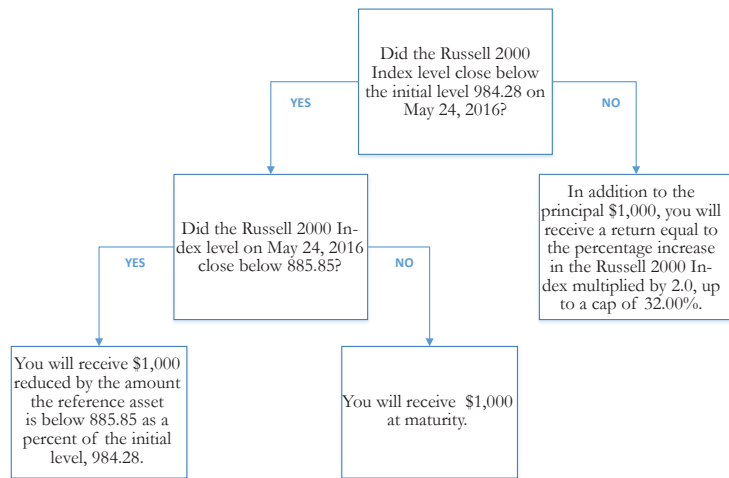 Did the Russell 2000
Index level close below
the initial level 984.28 on
May 24, 2016?
YES
NO
Did the Russell 2000 In-
dex level on May 24, 2016
close below 885.85?
In addition to the
principal $1,000, you will
receive a return equal to
the percentage increase
in the Russell 2000 In-
dex multiplied by 2.0, up
to a cap of 32.00%.
YES
NO
You will receive $1,000
reduced by the amount
the reference asset
is below 885.85 as a
percent of the initial
level, 984.28.
You will receive $1,000
at maturity.